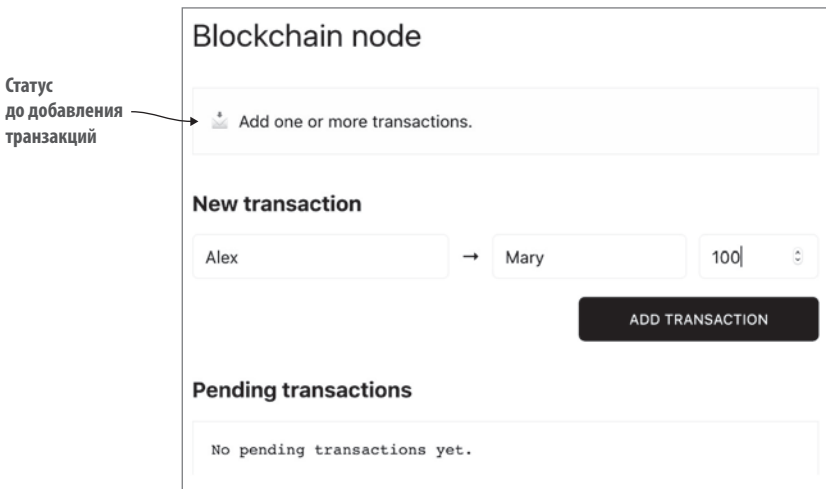 Blockchain node
Статус
до добавления
транзакций
Add one or more transactions.
New transaction
Alex → Mary 100
ADD TRANSACTION
Pending transactions
No pending transactions yet.